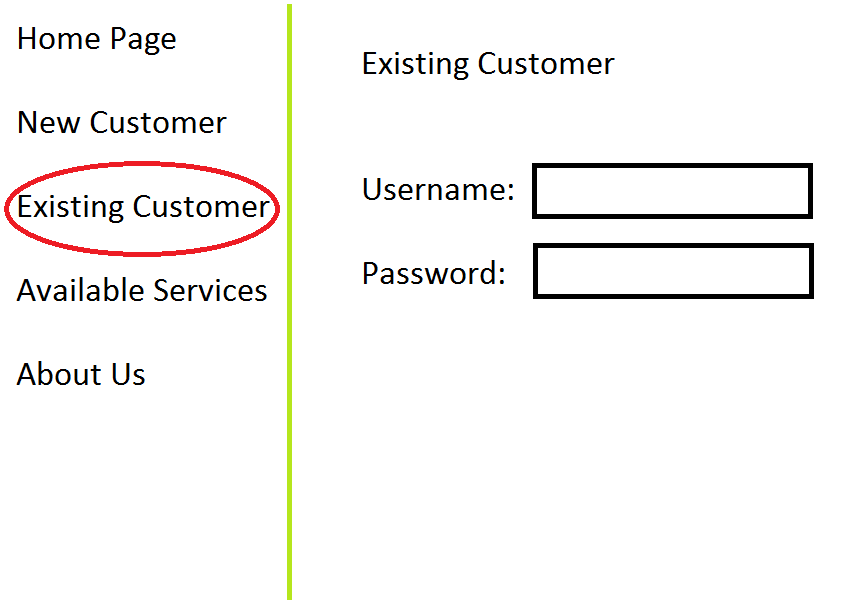 Home Page
New Customer
Existing Customer
Available Services
About Us
Existing Customer
Username:
Password: